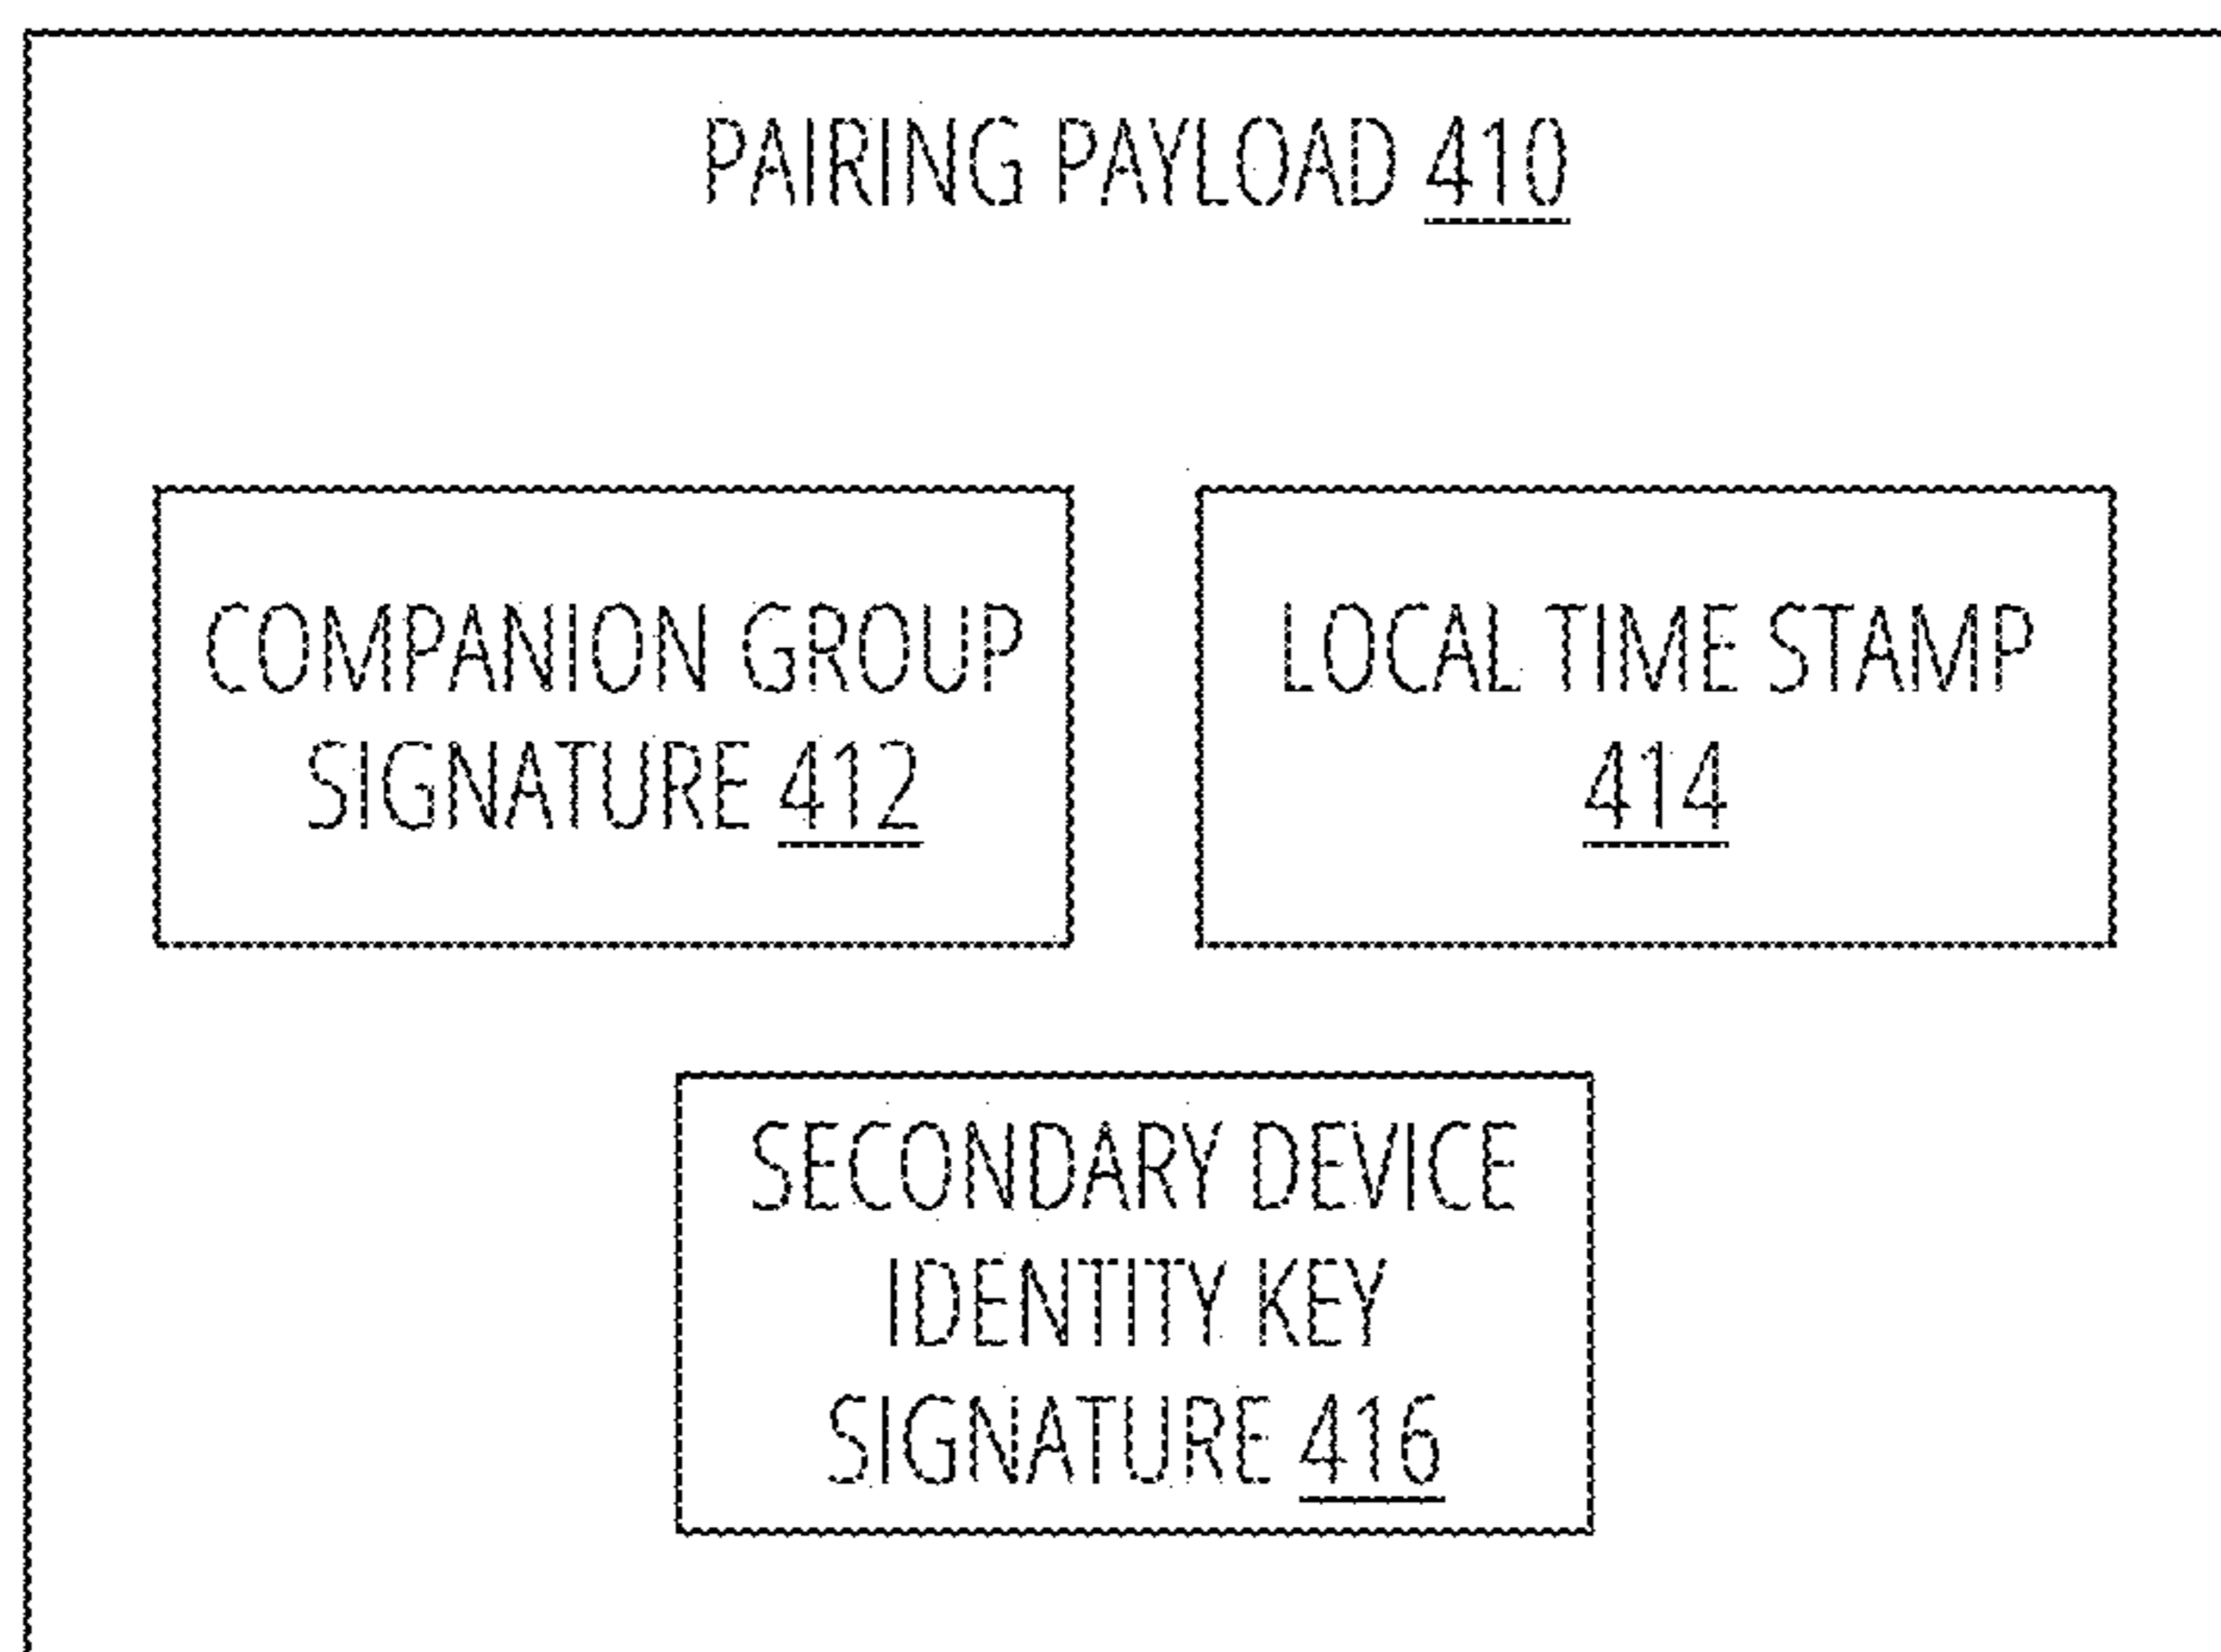 PAIRING PAYLOAD 410
COMPANION GROUP
SIGNATURE 412
LOCAL TIME STAMP
414
SECONDARY DEVICE
IDENTITY KEY
SIGNATURE 416